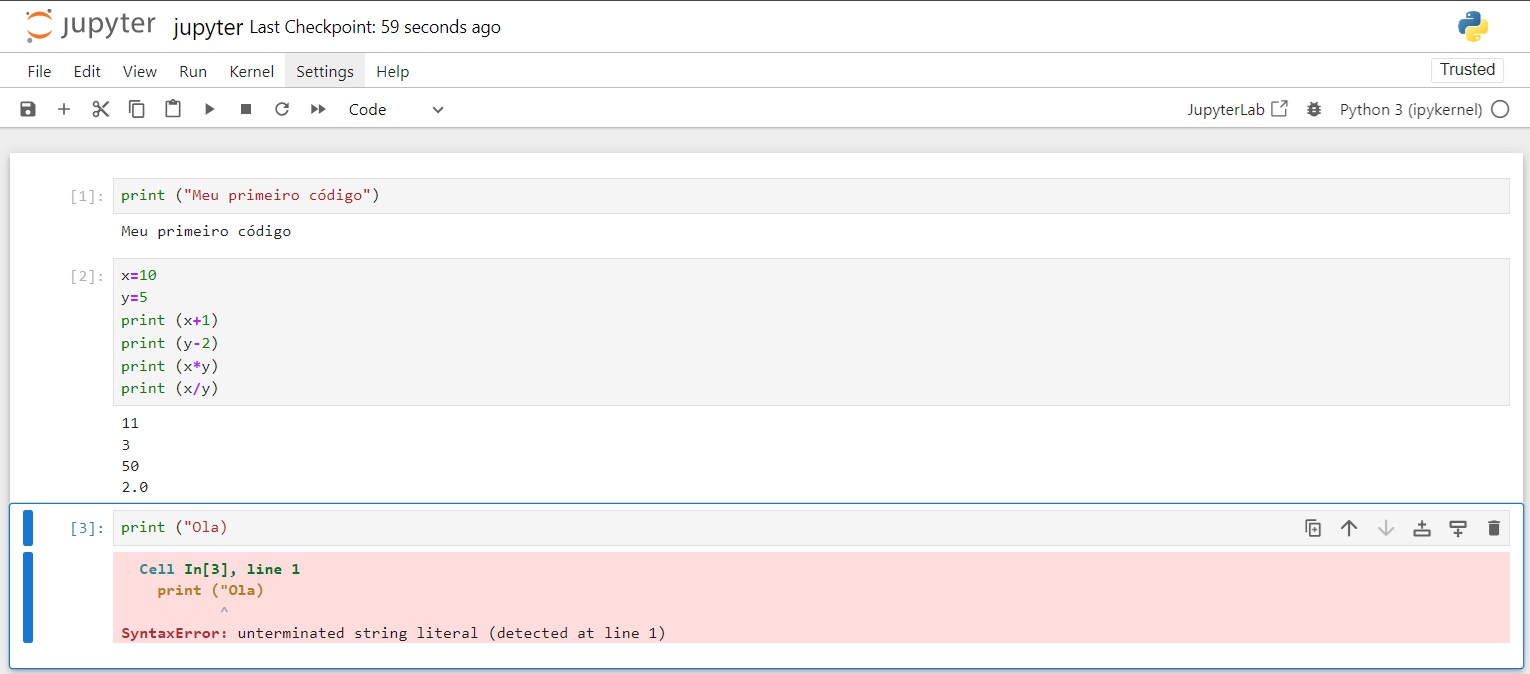 jupyter jupyter Last Checkpoint: 59 seconds ago
File Edit View Run Kernel Settings Help Trusted
Code JupyterLab Python 3 (ipykernel)
[1]: print ("Meu primeiro código")
Meu primeiro código
[2]: x=10
y=5
print (x+1)
print (y-2)
print (x*y)
print (x/y)
11
3
50
2.0
[3]: print ("Ola)
Cell In[3], line 1
print ("Ola)
^
SyntaxError: unterminated string literal (detected at line 1)